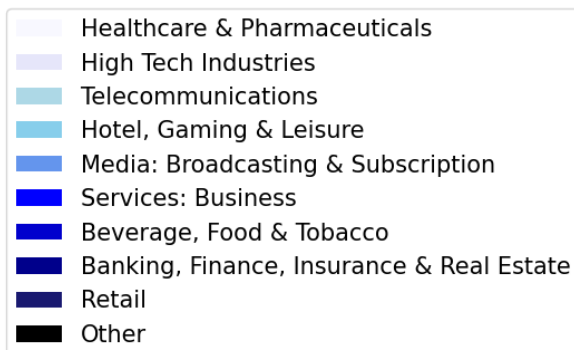 Healthcare & Pharmaceuticals
High Tech Industries
Telecommunications
Hotel, Gaming & Leisure
Media: Broadcasting & Subscription
Services: Business
Beverage, Food & Tobacco
Banking, Finance, Insurance & Real Estate
Retail
Other